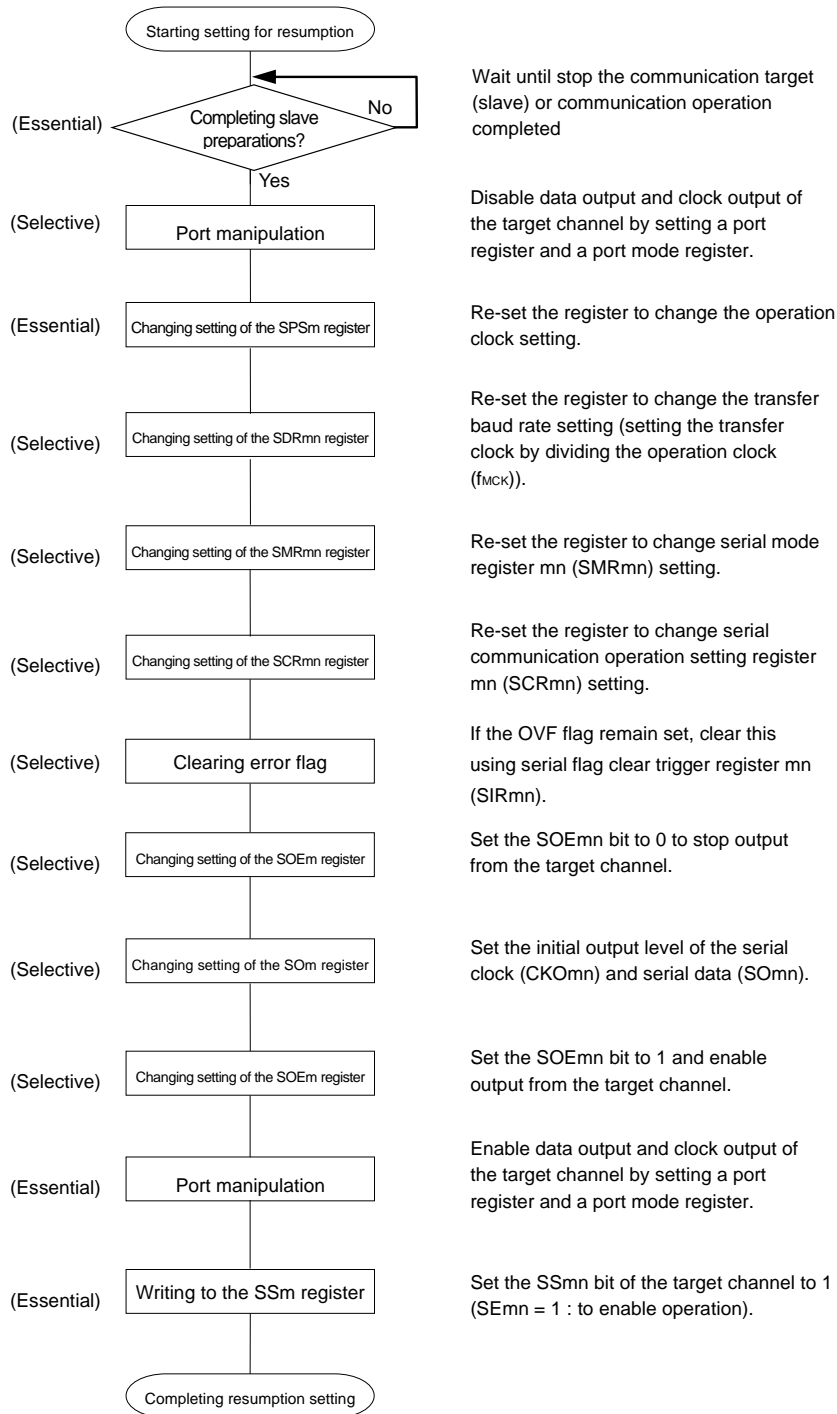 Starting setting for resumption
Wait until stop the communication target
(slave) or communication operation
completed
(Essential)
Completing slave
preparations?
No
Yes
Disable data output and clock output of
the target channel by setting a port
register and a port mode register.
(Selective)
Port manipulation
(Essential)
Changing setting of the SPSm register
Re-set the register to change the operation
clock setting.
Re-set the register to change the transfer
baud rate setting (setting the transfer
clock by dividing the operation clock
(fMCK)).
(Selective)
Changing setting of the SDRmn register
(Selective)
Changing setting of the SMRmn register
Re-set the register to change serial mode
register mn (SMRmn) setting.
Re-set the register to change serial
communication operation setting register
mn (SCRmn) setting.
(Selective)
Changing setting of the SCRmn register
If the OVF flag remain set, clear this
using serial flag clear trigger register mn
(SIRmn).
(Selective)
Clearing error flag
(Selective)
Changing setting of the SOEm register
Set the SOEmn bit to 0 to stop output
from the target channel.
(Selective)
Changing setting of the SOm register
Set the initial output level of the serial
clock (CKOmn) and serial data (SOmn).
(Selective)
Changing setting of the SOEm register
Set the SOEmn bit to 1 and enable
output from the target channel.
Enable data output and clock output of
the target channel by setting a port
register and a port mode register.
(Essential)
Port manipulation
(Essential)
Writing to the SSm register
Set the SSmn bit of the target channel to 1
(SEmn = 1 : to enable operation).
Completing resumption setting